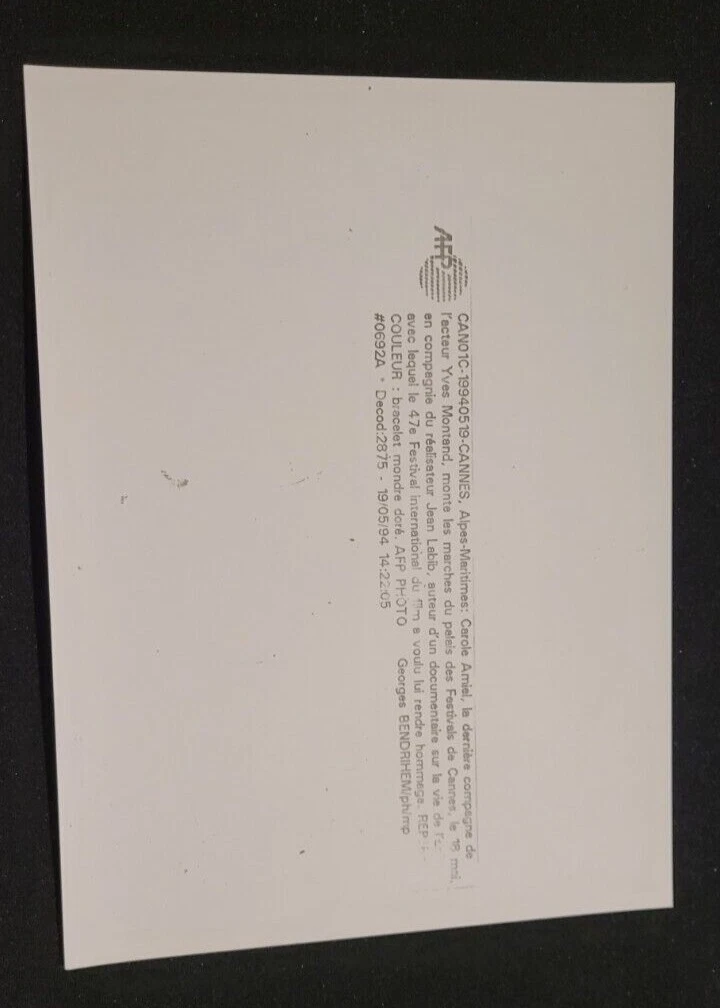 AFP
CAN01C-19940519-CANNES, Alpes-Maritimes: Carole Amiel, la dernière compagne de
l'acteur Yves Montand, monte les marches du palais des Festivals de Cannes, le 18 mai,
en compagnie du réalisateur Jean Labib, auteur d'un documentaire sur la vie de
avec lequel le 47e Festival international du film a voulu lui rendre hommage.
COULEUR : bracelet mondre doré. AFP PHOTO Georges BENDRIHEM/ph/mp
#0692A * Decod:2875 - 19/05/94 14:22:05